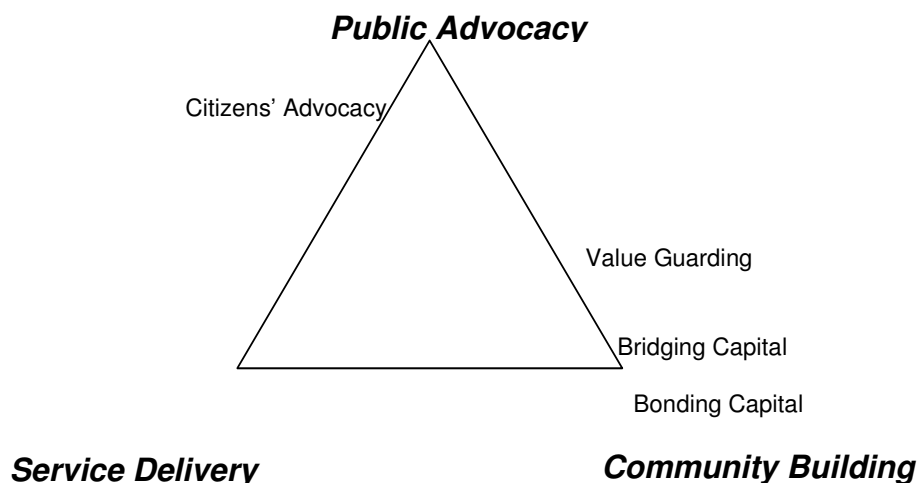 Public Advocacy
Citizens’ Advocacy
Value Guarding
Bridging Capital
Bonding Capital
Service Delivery
Community Building